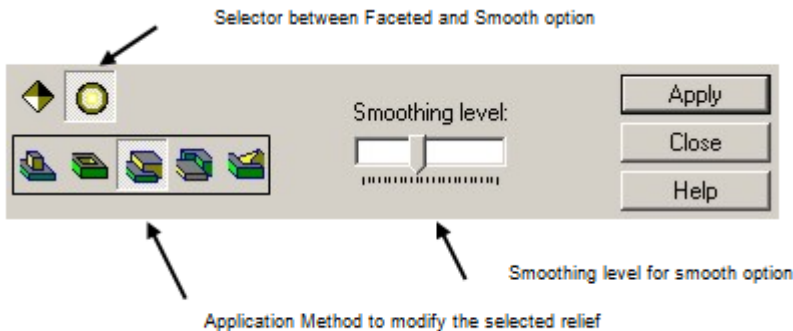 Selector between Faceted and Smooth option
Smoothing level:
Apply
Close
Help
Smoothing level for smooth option
Application Method to modify the selected relief